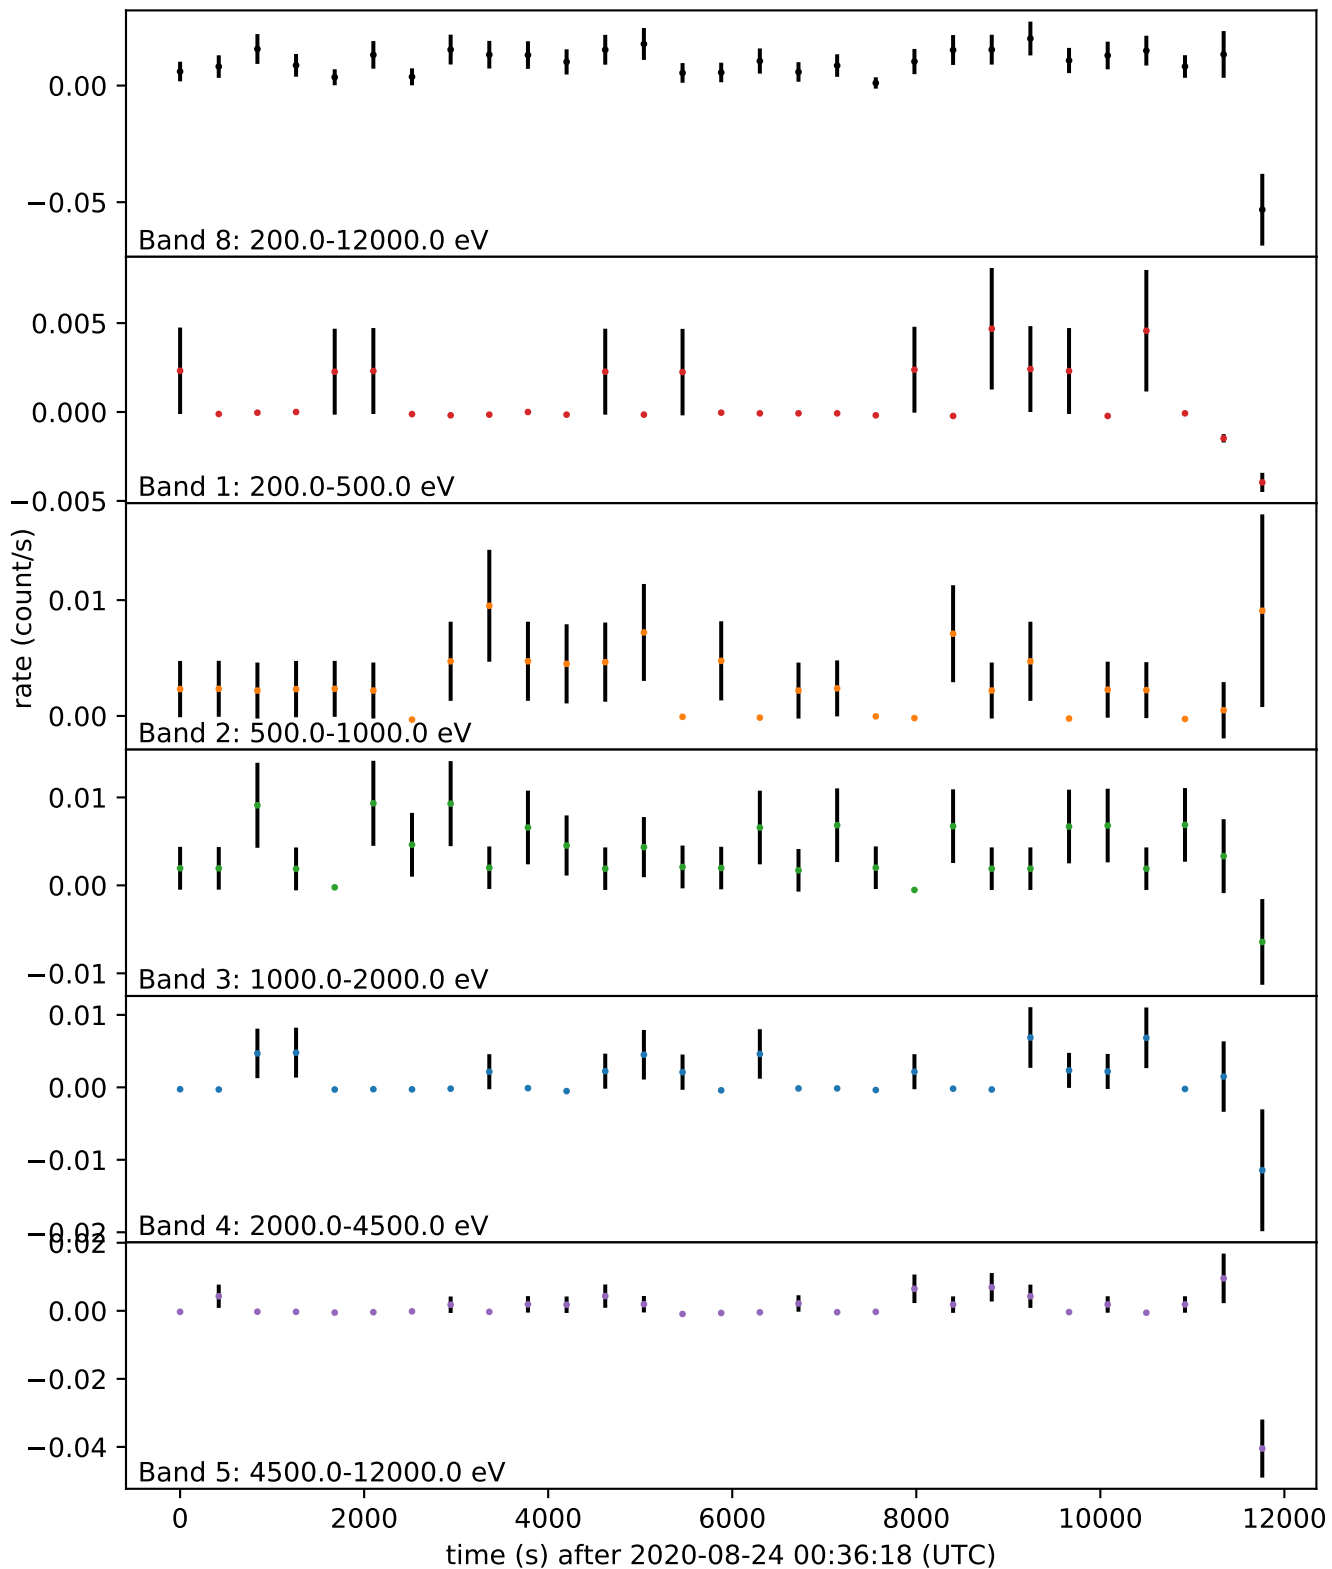 0.00
−0.05
Band 8: 200.0-12000.0 eV
0.005
0.000
−0.005
Band 1: 200.0-500.0 eV
rate (count/s)
0.01
0.00
Band 2: 500.0-1000.0 eV
0.01
0.00
−0.01
Band 3: 1000.0-2000.0 eV
0.01
0.00
−0.01
−0.02
Band 4: 2000.0-4500.0 eV
0.02
0.00
−0.02
−0.04
Band 5: 4500.0-12000.0 eV
0 2000 4000 6000 8000 10000 12000
time (s) after 2020-08-24 00:36:18 (UTC)